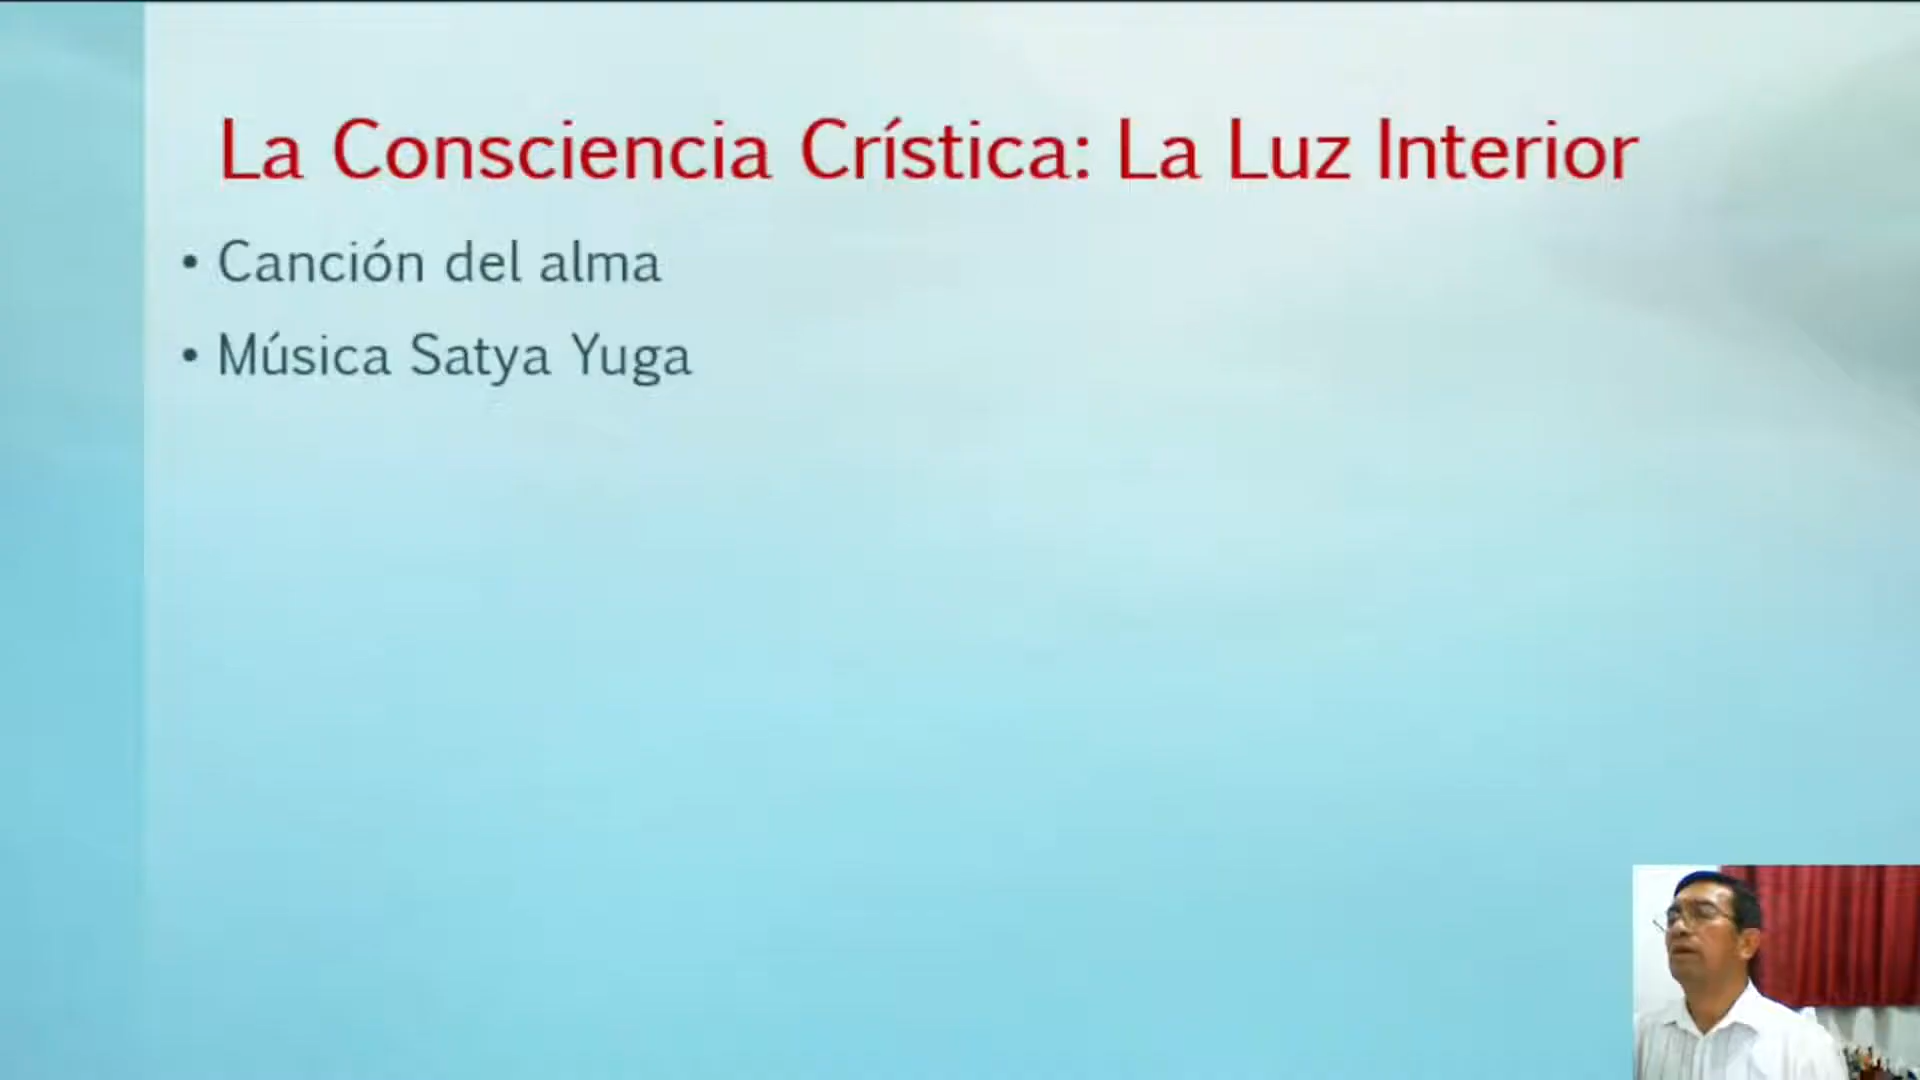 La Consciencia Crística: La Luz Interior
• Canción del alma
• Música Satya Yuga